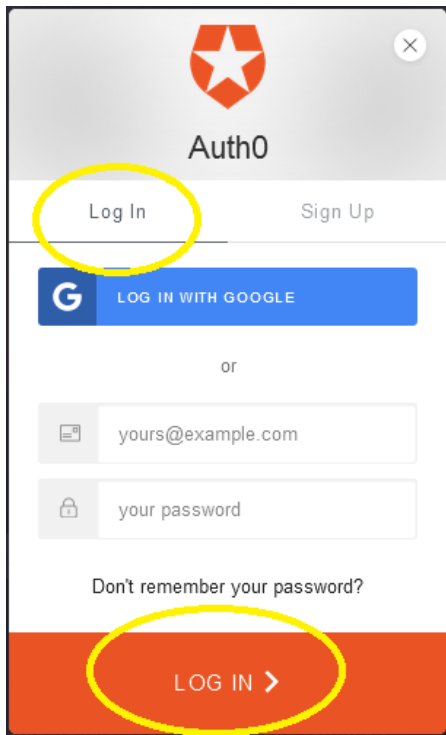 Auth0
Log In Sign Up
G LOG IN WITH GOOGLE
or
yours@example.com
your password
Don't remember your password?
LOG IN